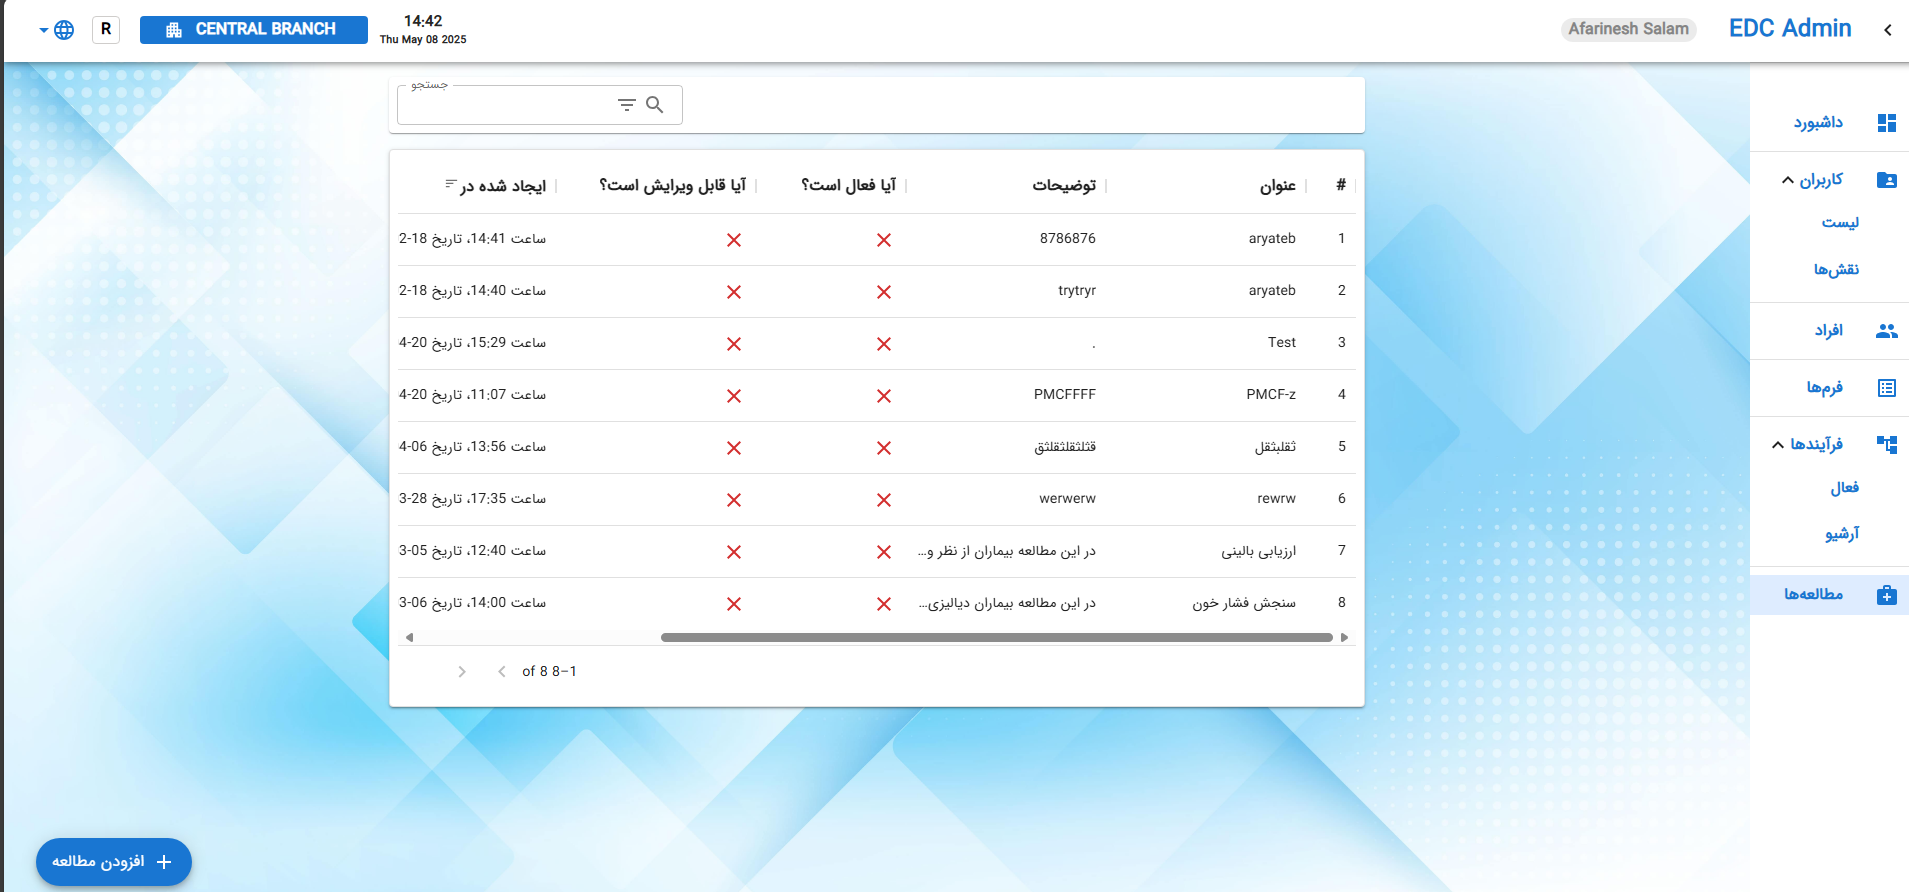 EDC Admin
Afarinesh Salam
14:42
Thu May 08 2025
CENTRAL BRANCH
R
داشبورد
کاربران
لیست
نقش‌ها
افراد
فرم‌ها
فرآیندها
فعال
آرشیو
مطالعه‌ها
جستجو
# عنوان توضیحات آیا فعال است؟ آیا قابل ویرایش است؟ ایجاد شده در
1 aryateb 8786876 ساعت 14:41، تاریخ 18-2
2 aryateb trytryr ساعت 14:40، تاریخ 18-2
3 Test . ساعت 15:29، تاریخ 20-4
4 PMCF-z PMCFFFF ساعت 11:07، تاریخ 20-4
5 ثقلبثقل قثلثقلثقلثق ساعت 13:56، تاریخ 06-4
6 rewrw werwerw ساعت 17:35، تاریخ 28-3
7 ارزیابی بالینی در این مطالعه بیماران از نظر و... ساعت 12:40، تاریخ 05-3
8 سنجش فشار خون در این مطالعه بیماران دیالیزی... ساعت 14:00، تاریخ 06-3
1–8 of 8
افزودن مطالعه